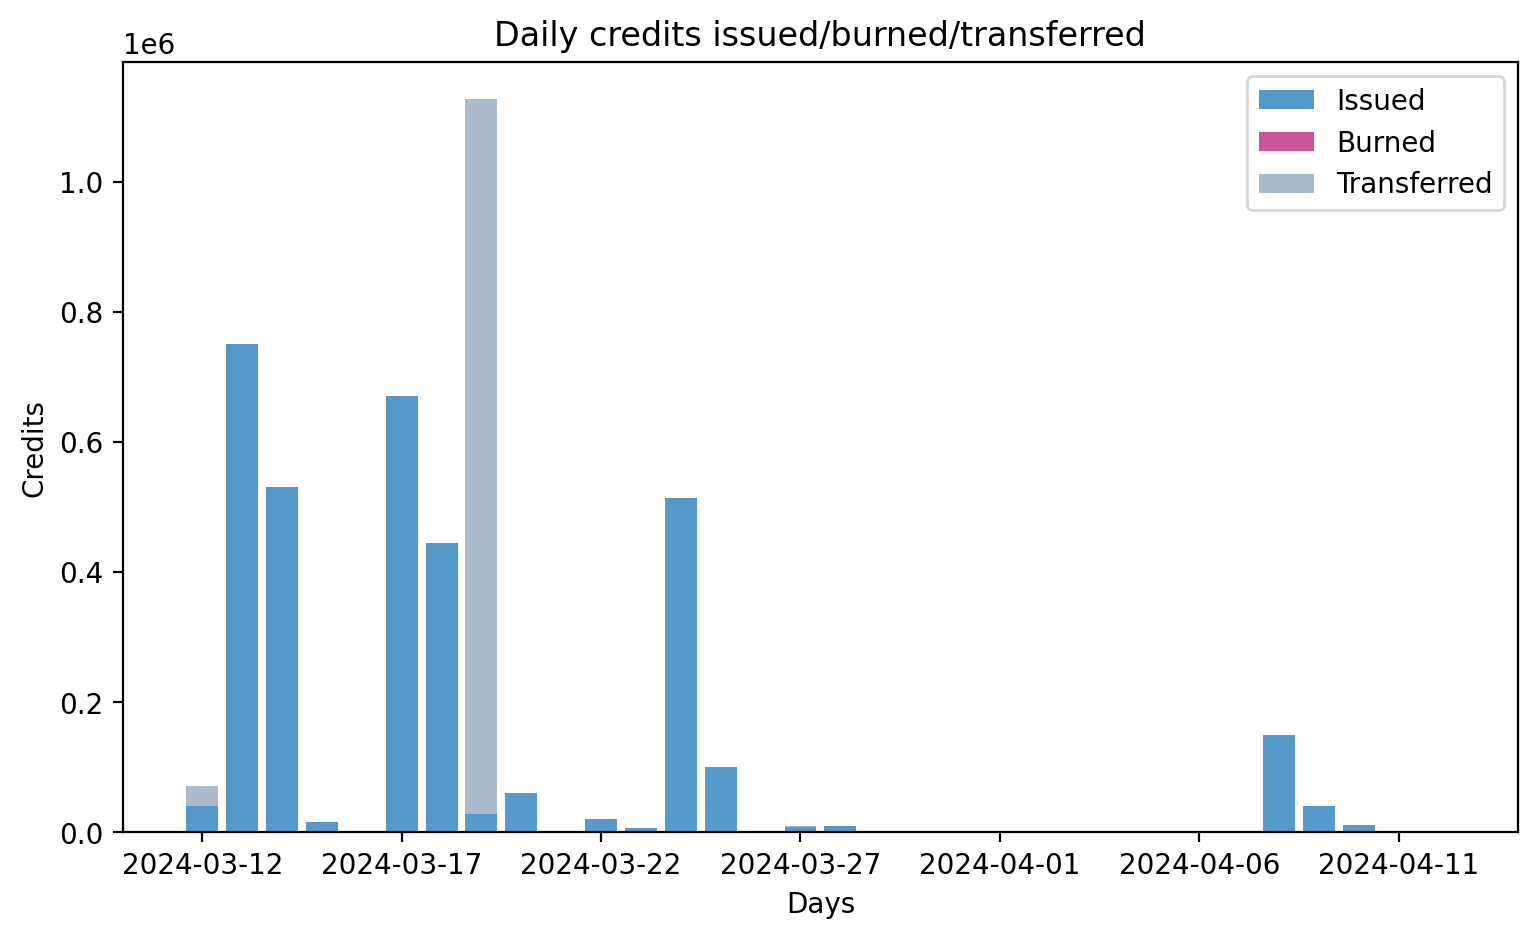 Daily credits issued/burned/transferred
1e6
Issued
Burned
Transferred
1.0
0.8
0.6
0.4
0.2
0.0
Credits
2024-03-12 2024-03-17 2024-03-22 2024-03-27 2024-04-01 2024-04-06 2024-04-11
Days